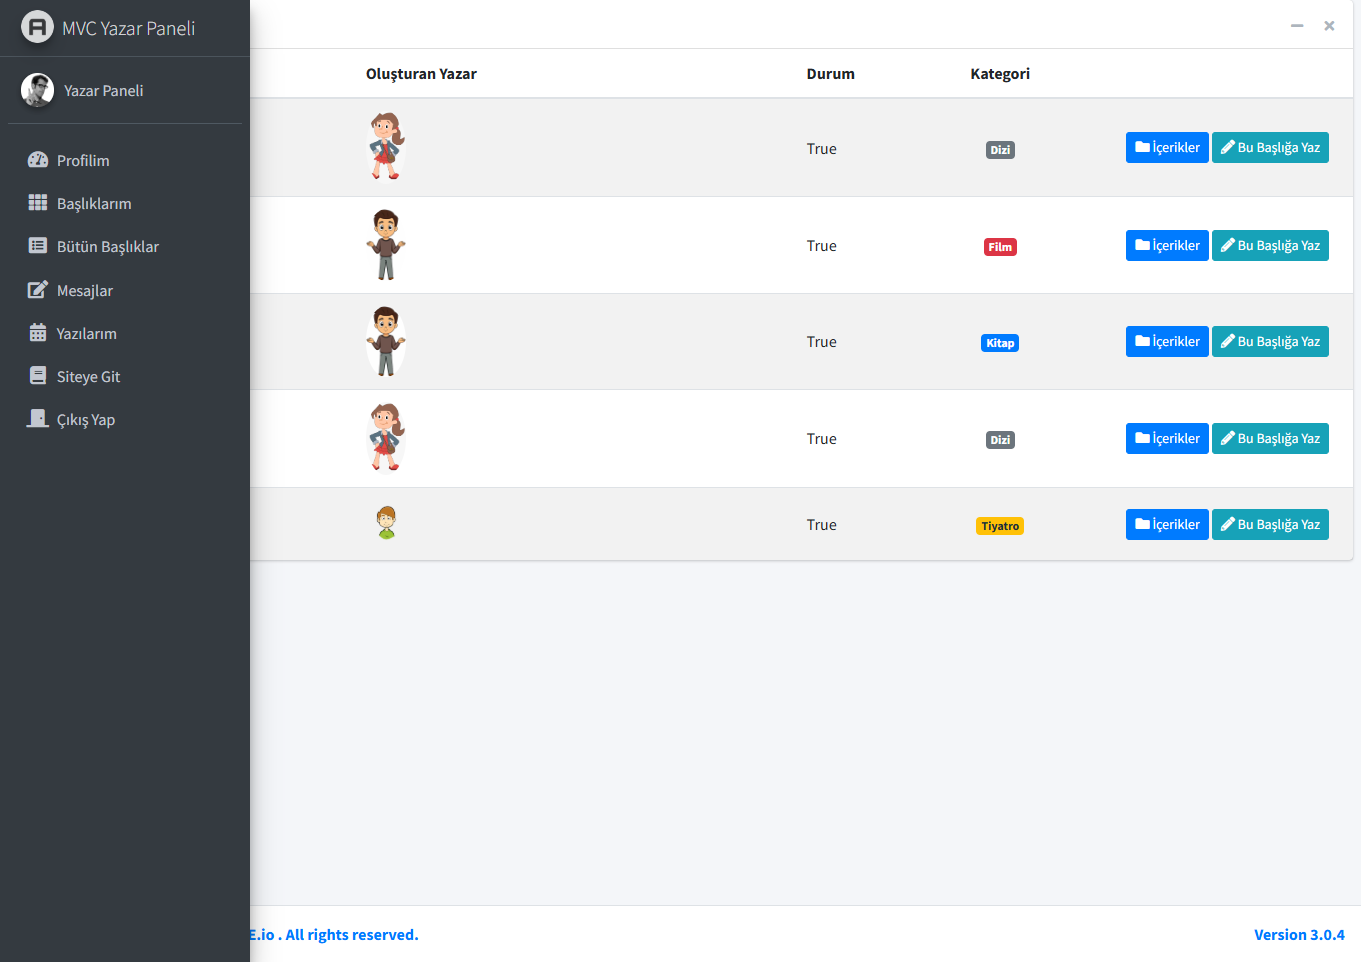 MVC Yazar Paneli
Yazar Paneli
Profilim
Başlıklarım
Bütün Başlıklar
Mesajlar
Yazılarım
Siteye Git
Çıkış Yap
Oluşturan Yazar Durum Kategori
True Dizi İçerikler Bu Başlığa Yaz
True Film İçerikler Bu Başlığa Yaz
True Kitap İçerikler Bu Başlığa Yaz
True Dizi İçerikler Bu Başlığa Yaz
True Tiyatro İçerikler Bu Başlığa Yaz
E.io . All rights reserved. Version 3.0.4